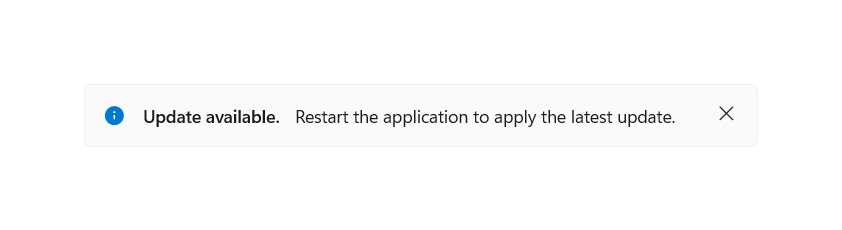 Update available. Restart the application to apply the latest update.